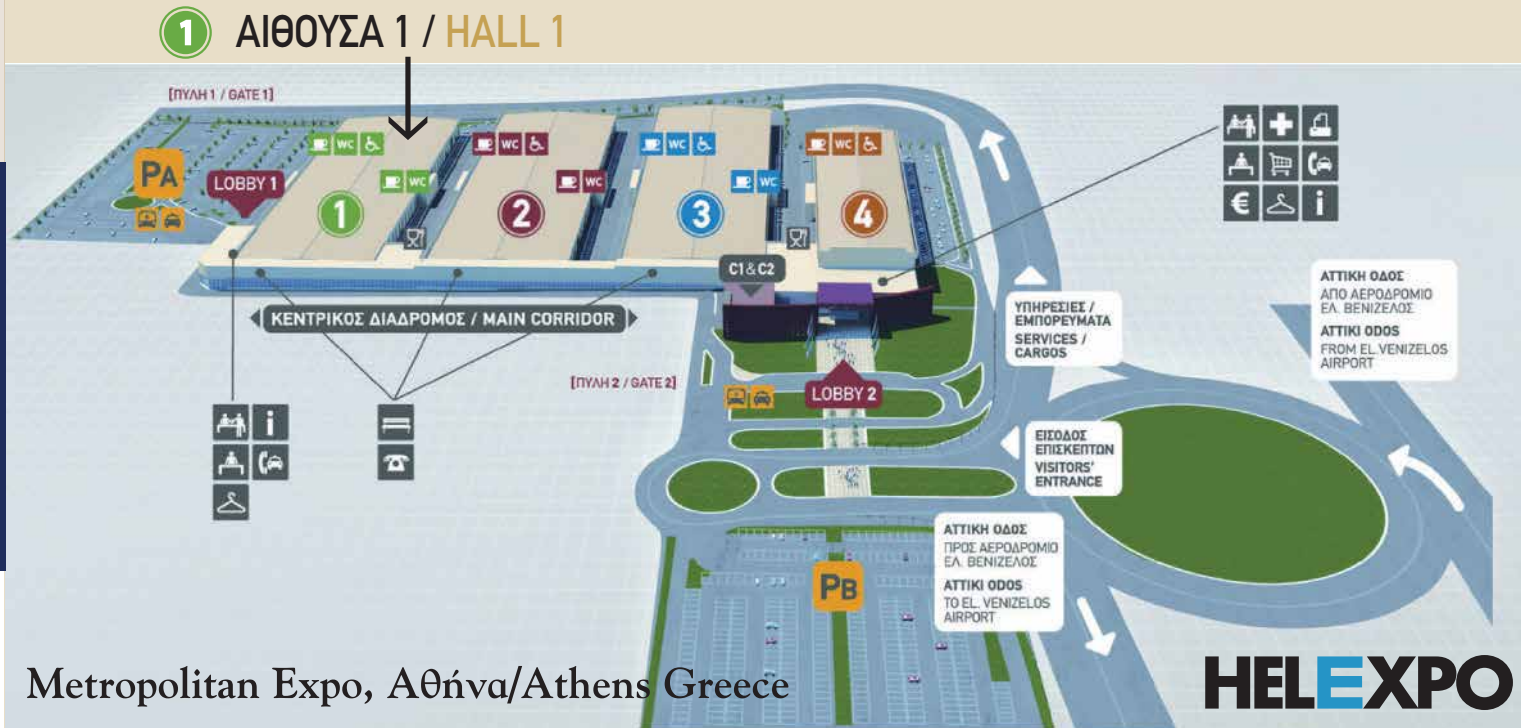 1 ΑΙΘΟΥΣΑ 1 / HALL 1
[ΠΥΛΗ 1 / GATE 1]
PA
LOBBY 1
WC
WC
WC
WC
WC
WC
WC
1
2
3
4
C1 & C2
ΚΕΝΤΡΙΚΟΣ ΔΙΑΔΡΟΜΟΣ / MAIN CORRIDOR
€ i
i
ΥΠΗΡΕΣΙΕΣ /
ΕΜΠΟΡΕΥΜΑΤΑ
SERVICES /
CARGOS
ΑΤΤΙΚΗ ΟΔΟΣ
ΑΠΟ ΑΕΡΟΔΡΟΜΙΟ
ΕΛ. ΒΕΝΙΖΕΛΟΣ
ATTIKI ODOS
FROM EL.VENIZELOS
AIRPORT
[ΠΥΛΗ 2 / GATE 2]
LOBBY 2
ΕΙΣΟΔΟΣ
ΕΠΙΣΚΕΠΤΩΝ
VISITORS'
ENTRANCE
ΑΤΤΙΚΗ ΟΔΟΣ
ΠΡΟΣ ΑΕΡΟΔΡΟΜΙΟ
ΕΛ. ΒΕΝΙΖΕΛΟΣ
ATTIKI ODOS
TO EL. VENIZELOS
AIRPORT
PB
Metropolitan Expo, Αθήνα/Athens Greece
HELEXPO